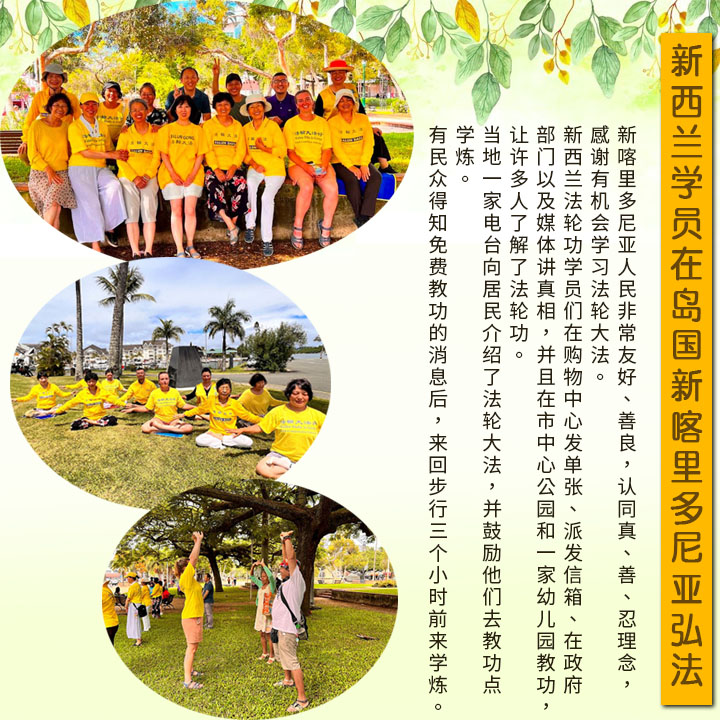 新西兰学员在岛国新喀里多尼亚弘法
新喀里多尼亚人民非常友好、善良，认同真、善、忍理念，
感谢有机会学习法轮大法。
新西兰法轮功学员们在购物中心发单张、派发信箱、在政府
部门以及媒体讲真相，并且在市中心公园和一家幼儿园教功，
让许多人了解了法轮功。
当地一家电台向居民介绍了法轮大法，并鼓励他们去教功点
学炼。
有民众得知免费教功的消息后，来回步行三个小时前来学炼。